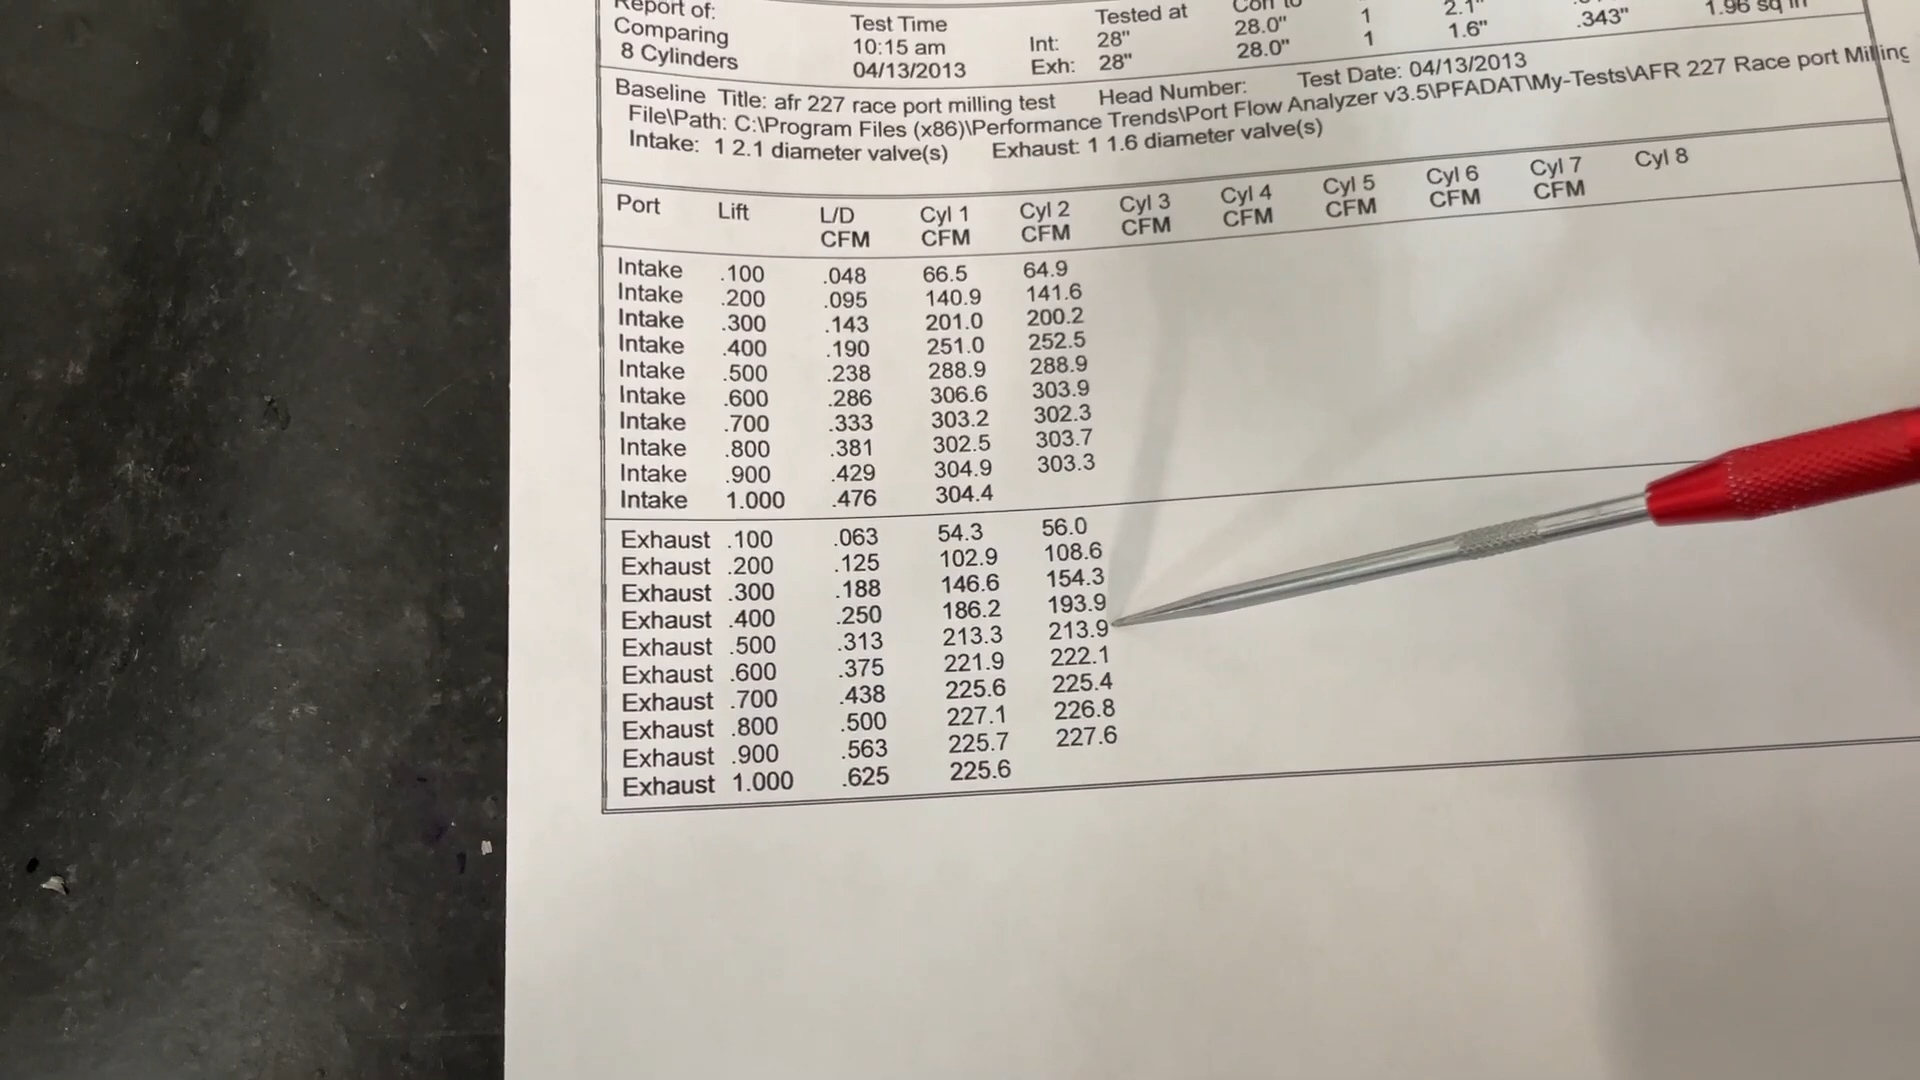 Report of: Test Time Tested at 1 2.1"
Comparing 10:15 am Int: 28" 28.0" 1 1.6" .343" 1.96 sq in
8 Cylinders 04/13/2013 Exh: 28" 28.0"
Baseline Title: afr 227 race port milling test Head Number: Test Date: 04/13/2013
File\Path: C:\Program Files (x86)\Performance Trends\Port Flow Analyzer v3.5\PFADAT\My-Tests\AFR 227 Race port Milling
Intake: 1 2.1 diameter valve(s) Exhaust: 1 1.6 diameter valve(s)
Port Lift L/D Cyl 1 Cyl 2 Cyl 3 Cyl 4 Cyl 5 Cyl 6 Cyl 7 Cyl 8
CFM CFM CFM CFM CFM CFM CFM CFM
Intake .100 .048 66.5 64.9
Intake .200 .095 140.9 141.6
Intake .300 .143 201.0 200.2
Intake .400 .190 251.0 252.5
Intake .500 .238 288.9 288.9
Intake .600 .286 306.6 303.9
Intake .700 .333 303.2 302.3
Intake .800 .381 302.5 303.7
Intake .900 .429 304.9 303.3
Intake 1.000 .476 304.4
Exhaust .100 .063 54.3 56.0
Exhaust .200 .125 102.9 108.6
Exhaust .300 .188 146.6 154.3
Exhaust .400 .250 186.2 193.9
Exhaust .500 .313 213.3 213.9
Exhaust .600 .375 221.9 222.1
Exhaust .700 .438 225.6 225.4
Exhaust .800 .500 227.1 226.8
Exhaust .900 .563 225.7 227.6
Exhaust 1.000 .625 225.6